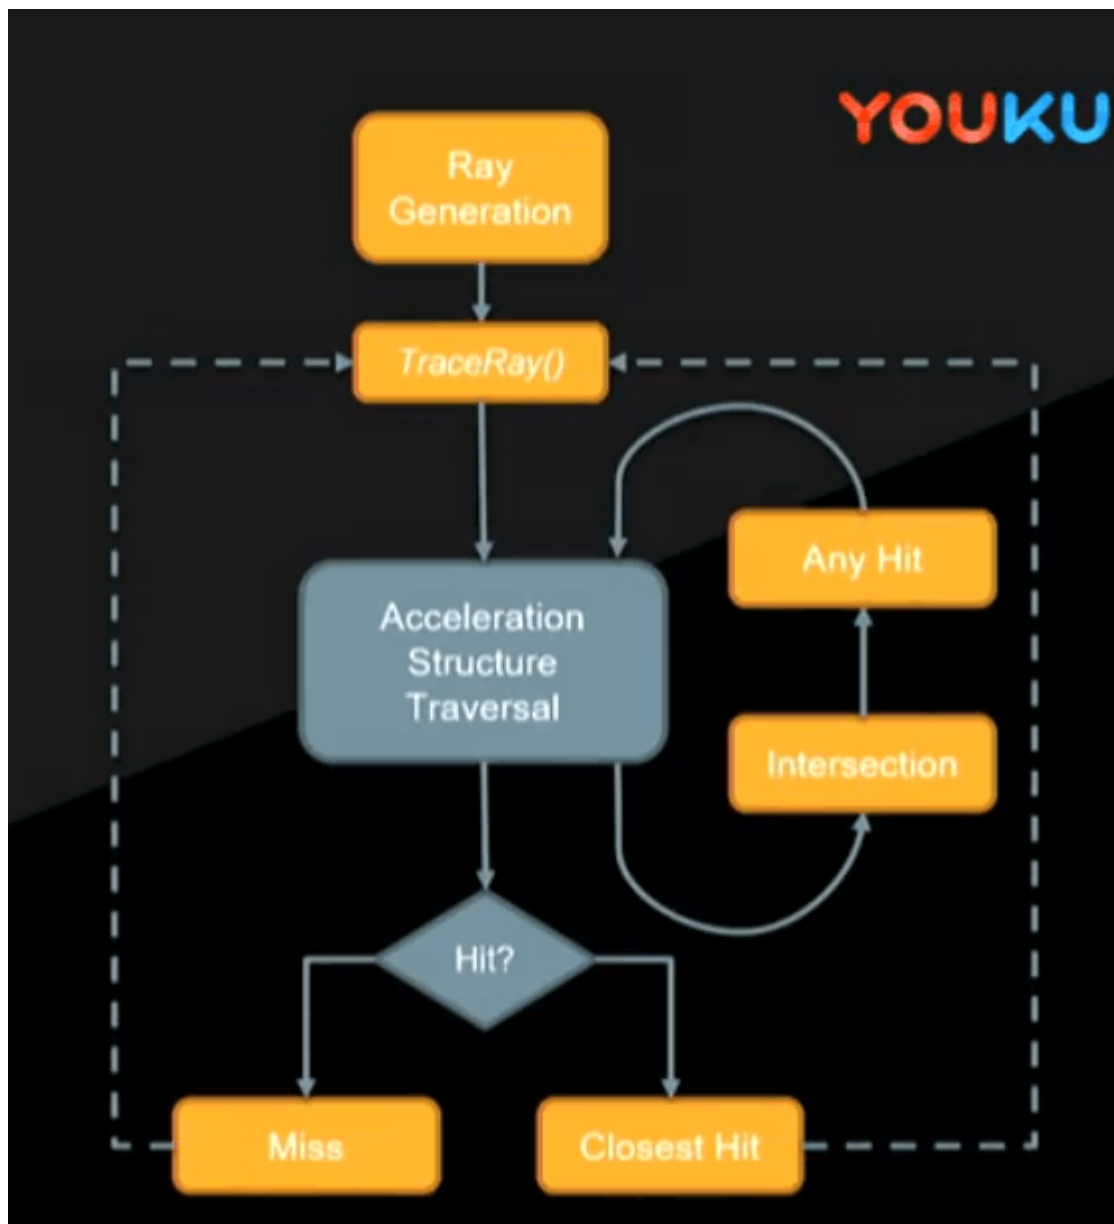 YOUKU
Ray
Generation
TraceRay()
Any Hit
Acceleration
Structure
Traversal
Intersection
Hit?
Miss
Closest Hit